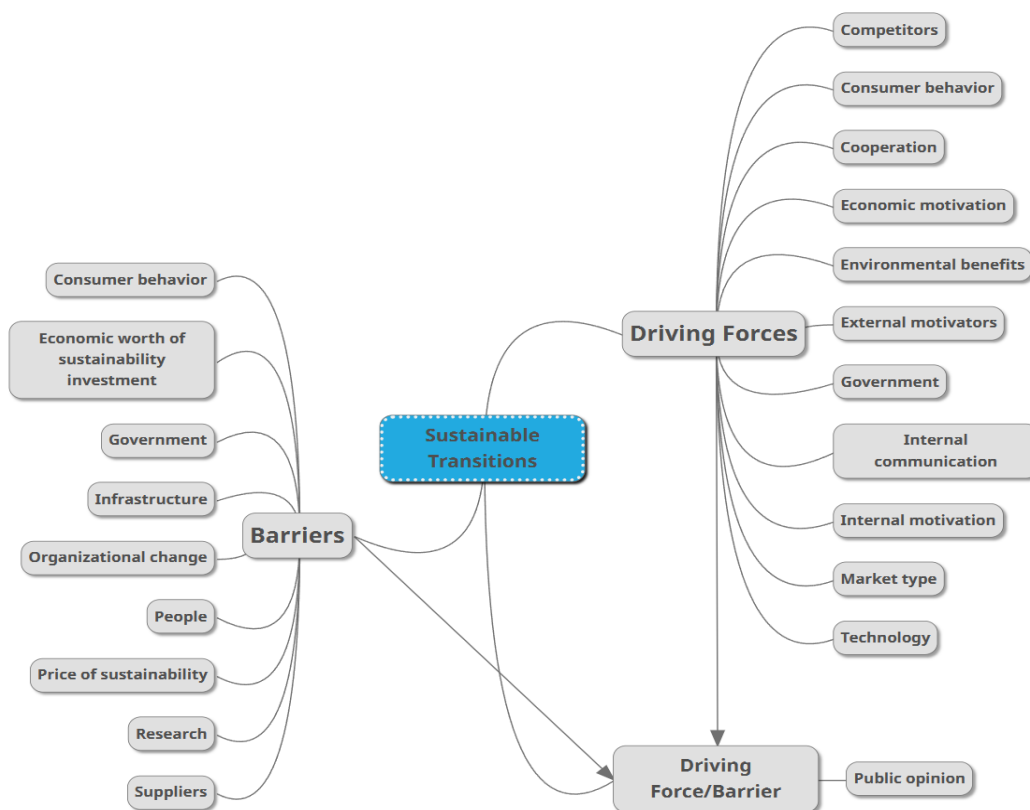 Competitors
Consumer behavior
Cooperation
Economic motivation
Environmental benefits
Driving Forces
External motivators
Government
Internal
communication
Internal motivation
Market type
Technology
Sustainable
Transitions
Consumer behavior
Economic worth of
sustainability
investment
Government
Infrastructure
Barriers
Organizational change
People
Price of sustainability
Research
Suppliers
Driving
Force/Barrier
Public opinion